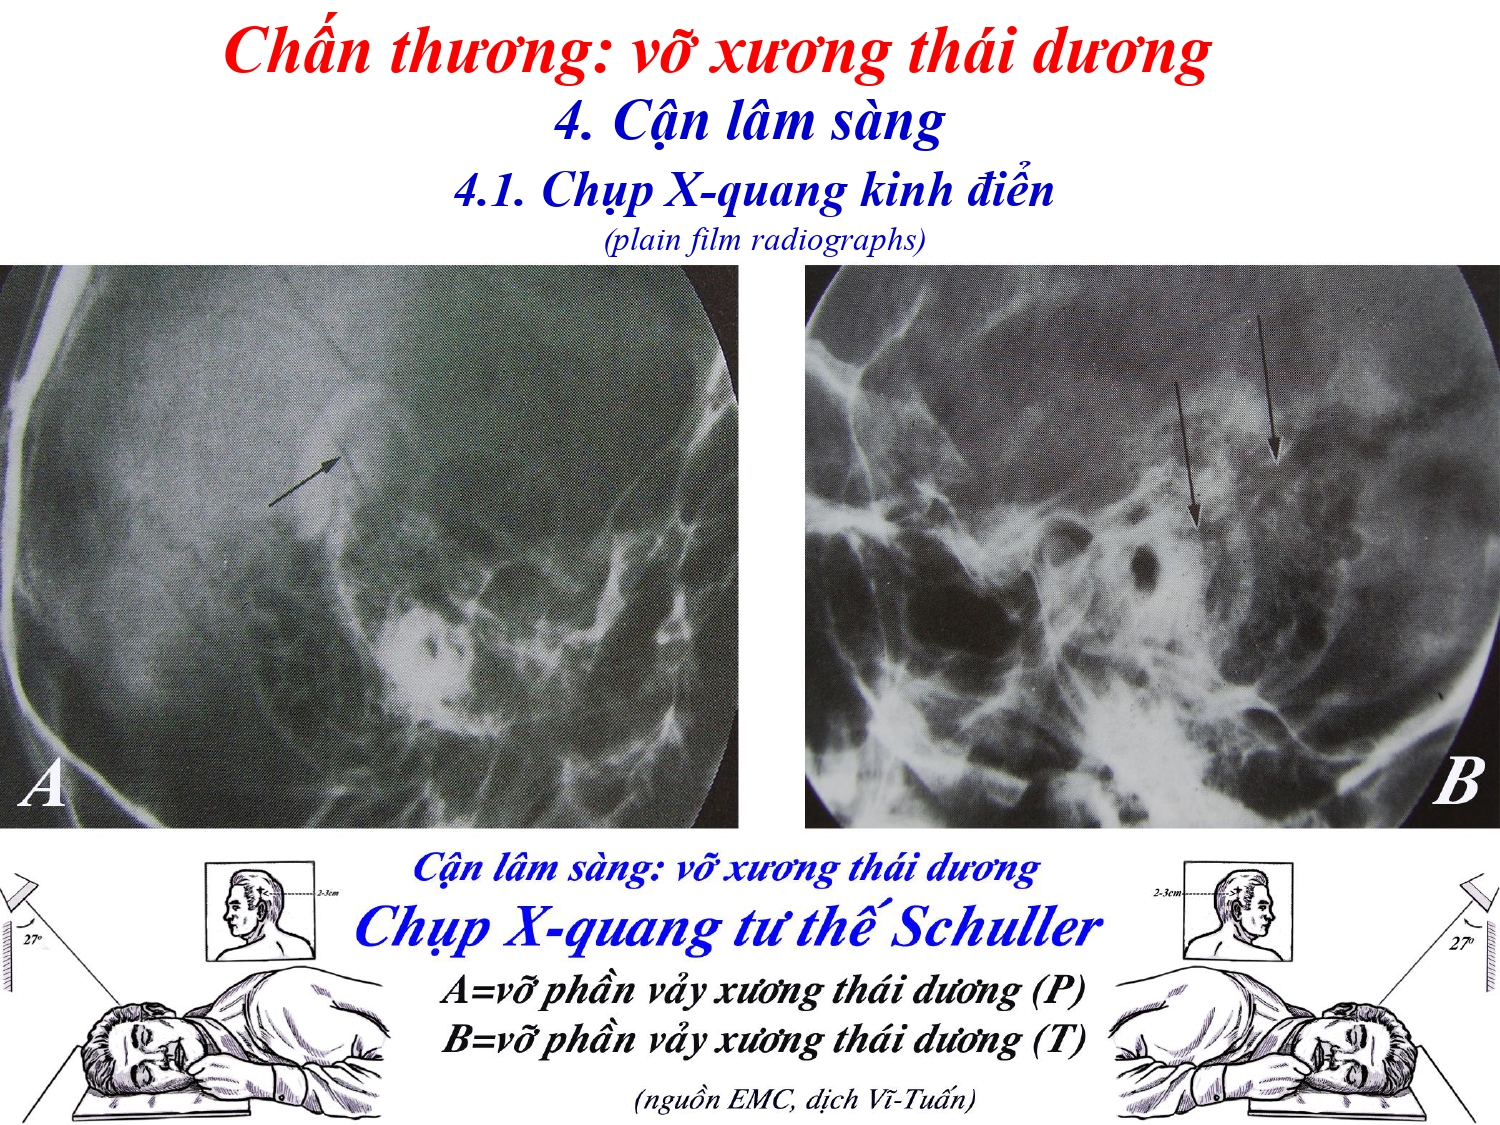 Chấn thương: vỡ xương thái dương
4. Cận lâm sàng
4.1. Chụp X-quang kinh điển
(plain film radiographs)
A
B
Cận lâm sàng: vỡ xương thái dương
Chụp X-quang tư thế Schuller
A=vỡ phần vảy xương thái dương (P)
B=vỡ phần vảy xương thái dương (T)
(nguồn EMC, dịch Vĩ-Tuấn)
2-3cm
27º
2-3cm
27º